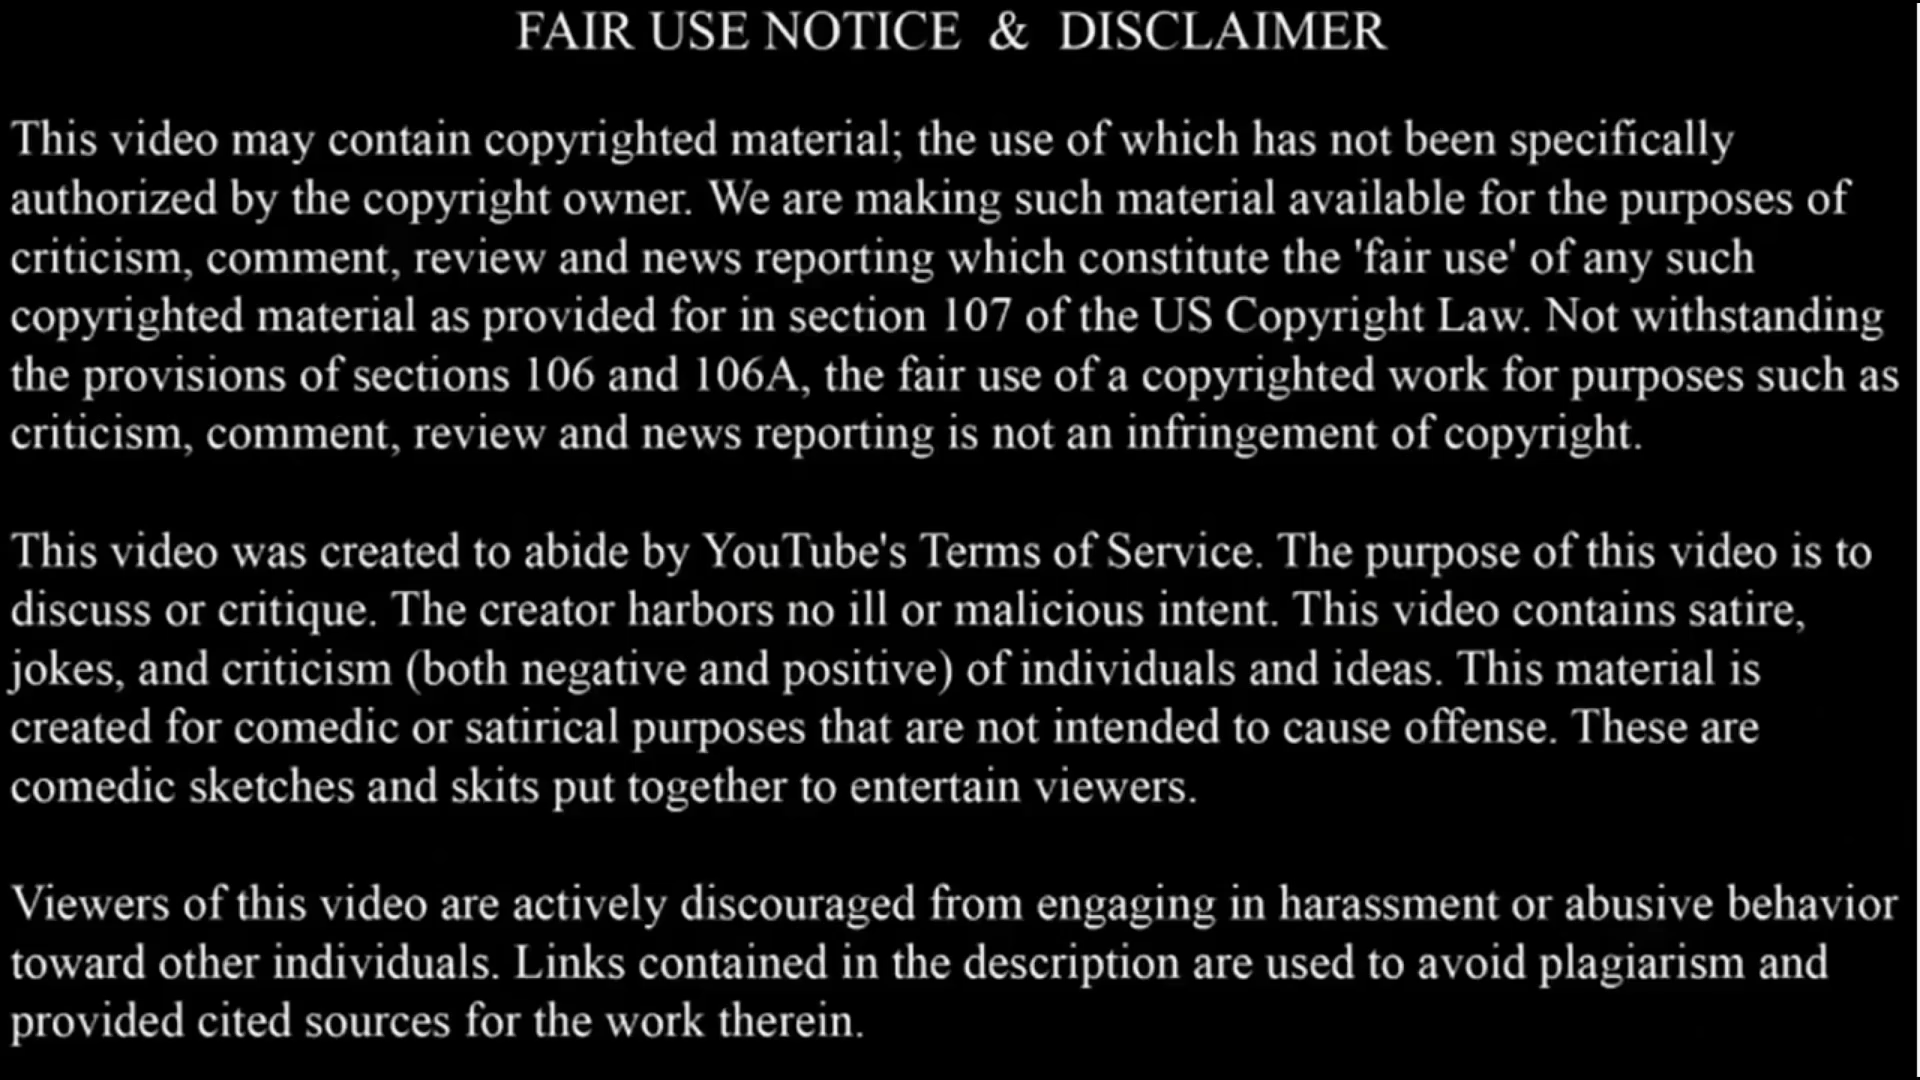 FAIR USE NOTICE & DISCLAIMER
This video may contain copyrighted material; the use of which has not been specifically
authorized by the copyright owner. We are making such material available for the purposes of
criticism, comment, review and news reporting which constitute the 'fair use' of any such
copyrighted material as provided for in section 107 of the US Copyright Law. Not withstanding
the provisions of sections 106 and 106A, the fair use of a copyrighted work for purposes such as
criticism, comment, review and news reporting is not an infringement of copyright.
This video was created to abide by YouTube's Terms of Service. The purpose of this video is to
discuss or critique. The creator harbors no ill or malicious intent. This video contains satire,
jokes, and criticism (both negative and positive) of individuals and ideas. This material is
created for comedic or satirical purposes that are not intended to cause offense. These are
comedic sketches and skits put together to entertain viewers.
Viewers of this video are actively discouraged from engaging in harassment or abusive behavior
toward other individuals. Links contained in the description are used to avoid plagiarism and
provided cited sources for the work therein.